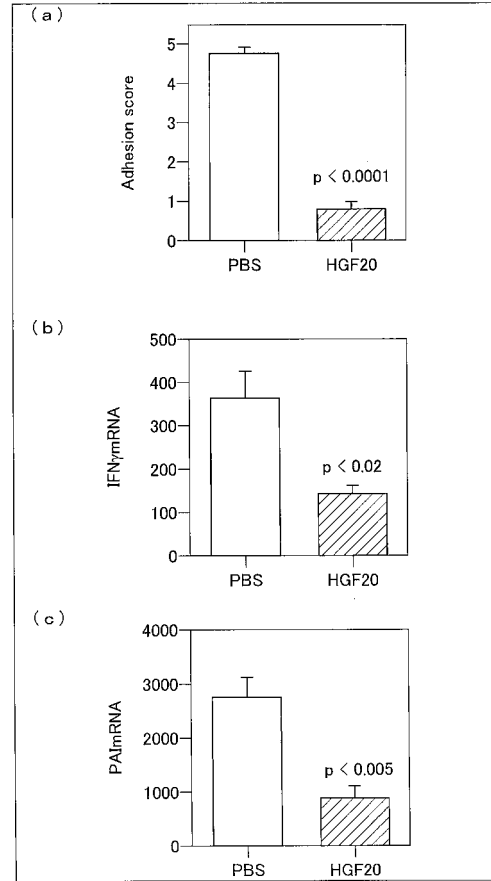 (a)
Adhesion score
5
4
3
2
1
0
p < 0.0001
PBS
HGF20
(b)
IFNγmRNA
500
400
300
200
100
0
p < 0.02
PBS
HGF20
(c)
PAImRNA
4000
3000
2000
1000
0
p < 0.005
PBS
HGF20